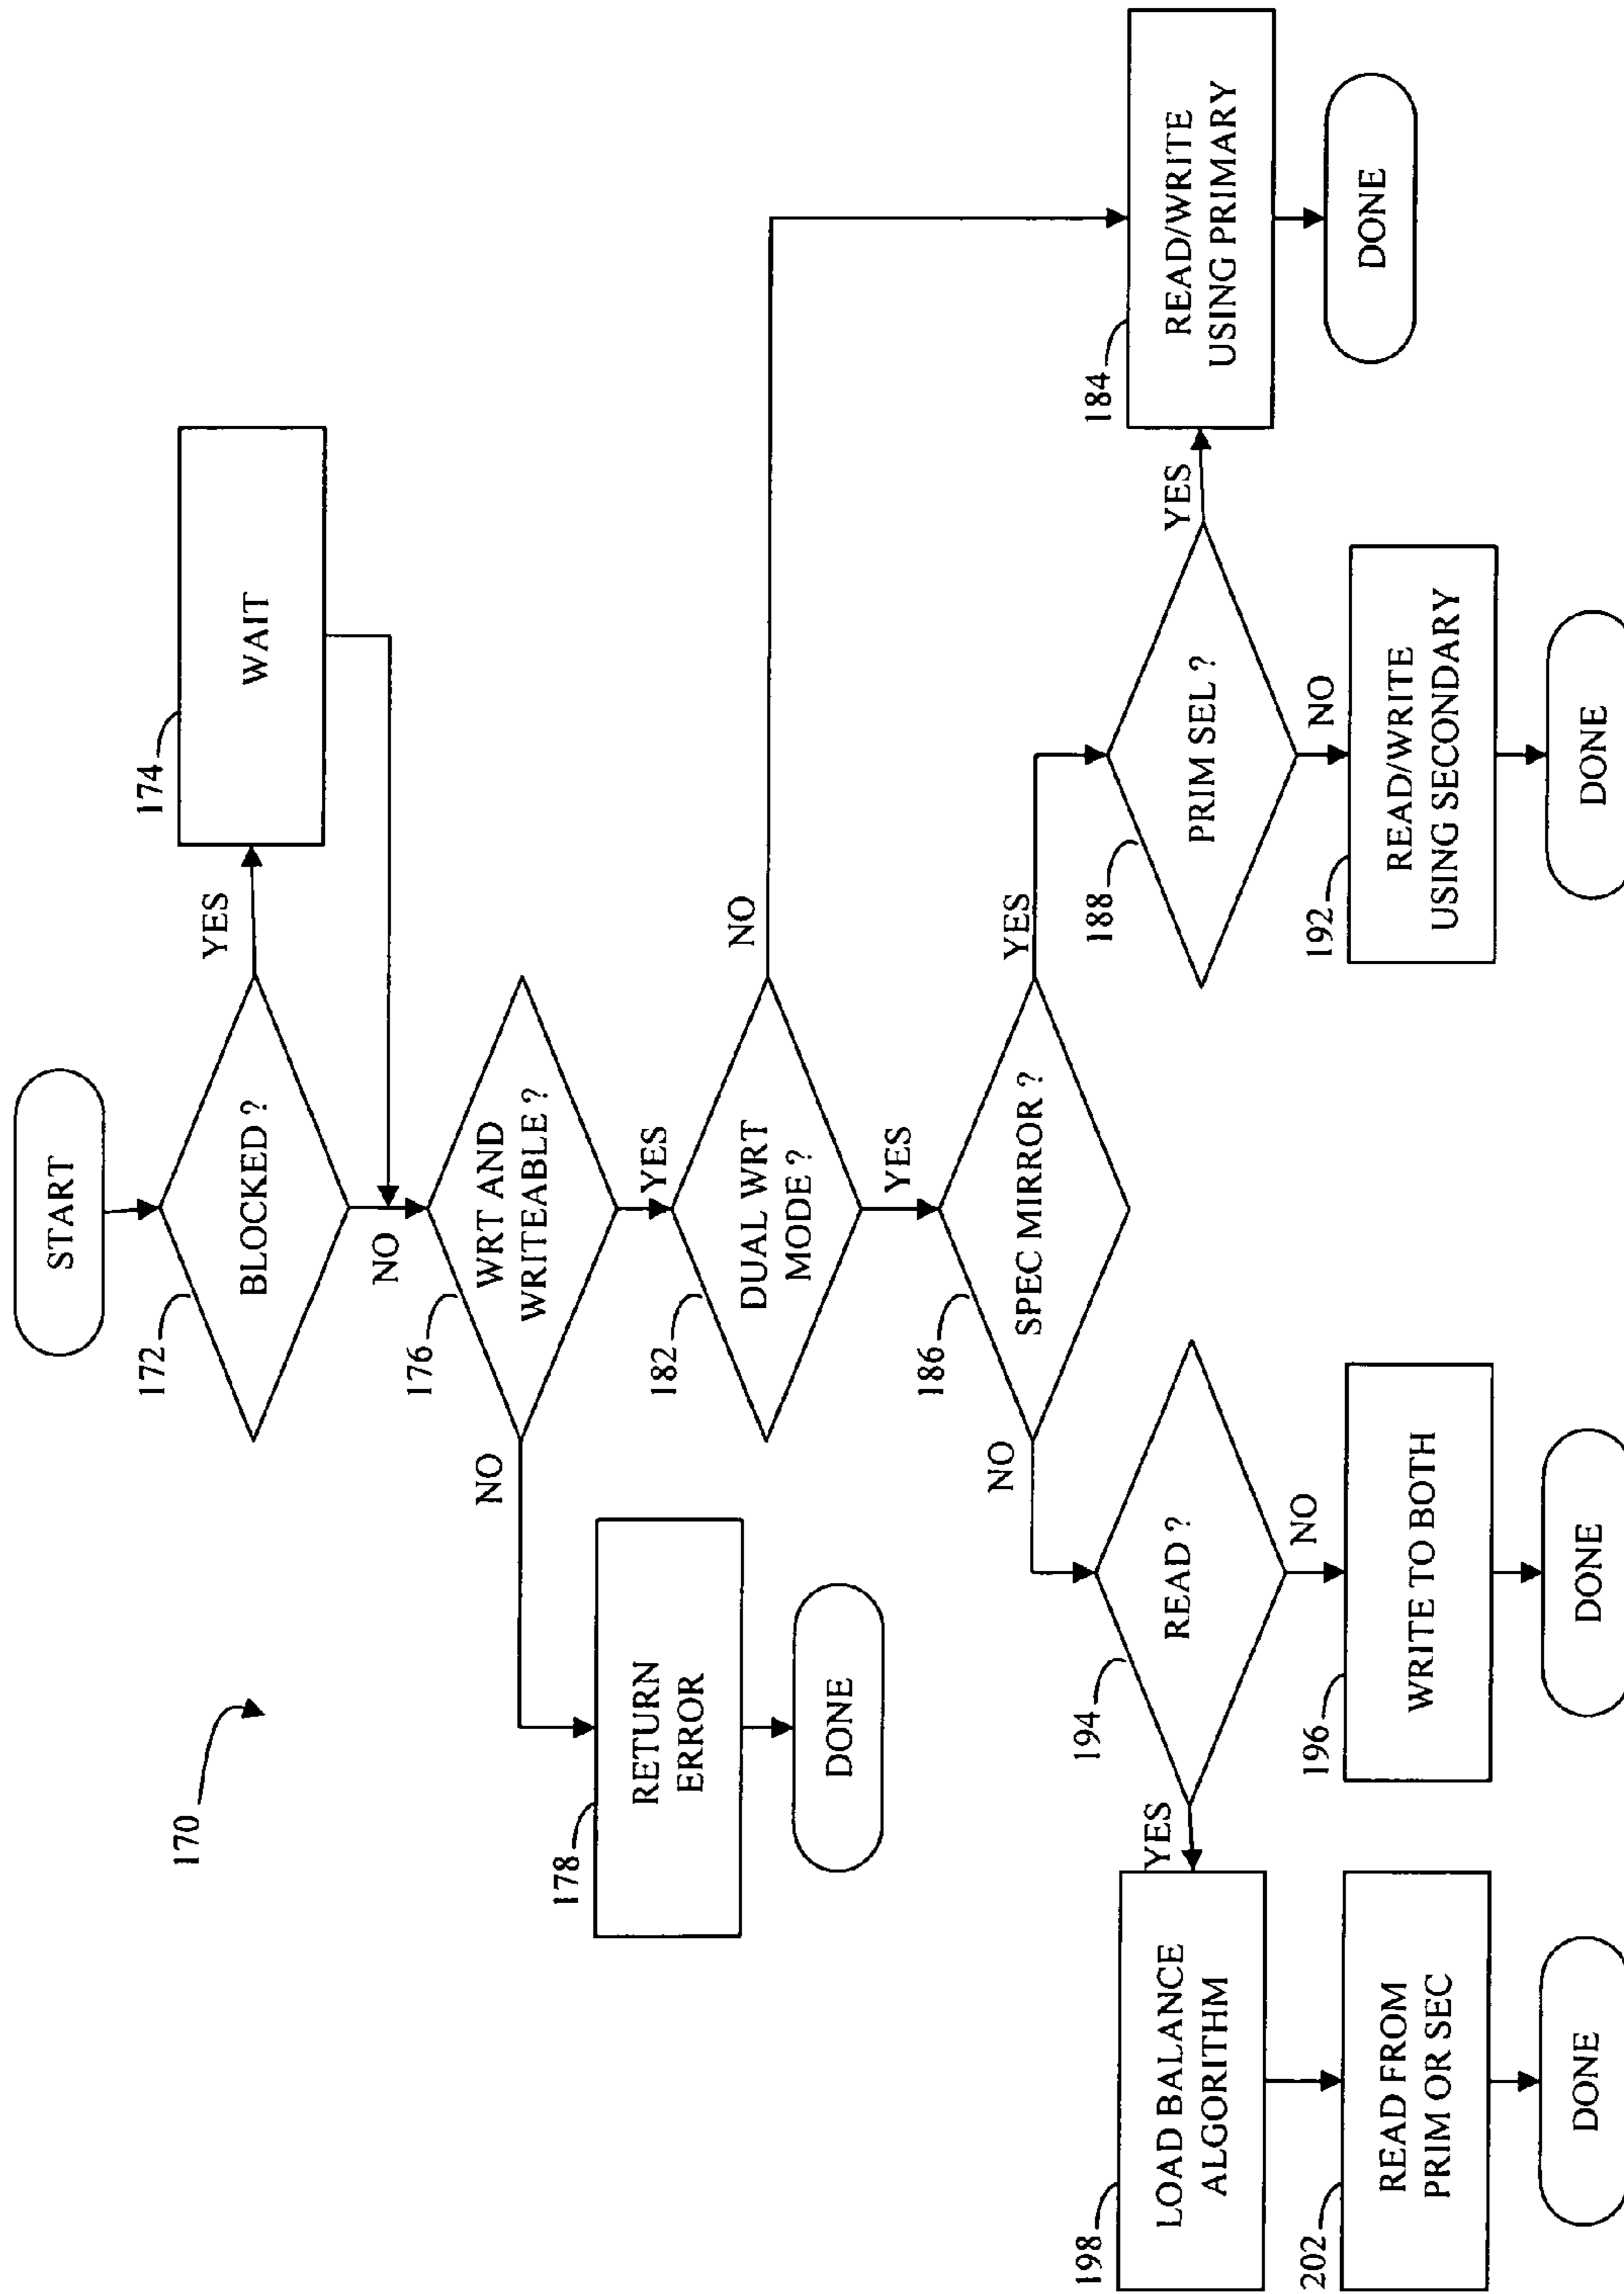 START
172
BLOCKED ?
YES
174
WAIT
NO
170
176
WRT AND
WRITEABLE ?
NO
178
RETURN
ERROR
DONE
YES
182
DUAL WRT
MODE ?
NO
YES
186
SPEC MIRROR ?
YES
NO
188
PRIM SEL ?
YES
184
READ/WRITE
USING PRIMARY
DONE
NO
192
READ/WRITE
USING SECONDARY
DONE
194
READ ?
NO
196
WRITE TO BOTH
DONE
YES
198
LOAD BALANCE
ALGORITHM
202
READ FROM
PRIM OR SEC
DONE